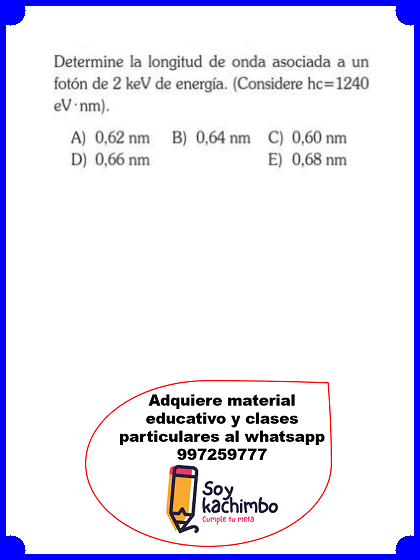 Determine la longitud de onda asociada a un
fotón de 2 keV de energía. (Considere hc=1240
eV·nm).
A) 0,62 nm B) 0,64 nm C) 0,60 nm
D) 0,66 nm E) 0,68 nm
Adquiere material
educativo y clases
particulares al whatsapp
997259777
Soy
kachimbo
Cumple tu meta